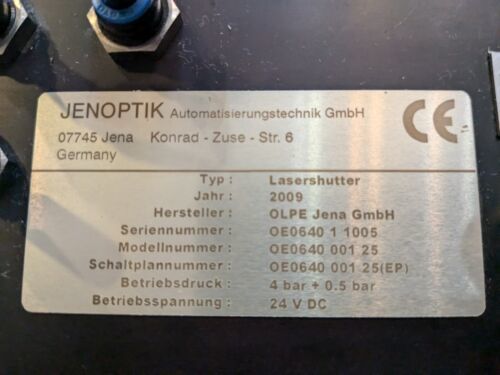 JENOPTIK Automatisierungstechnik GmbH CE
07745 Jena Konrad - Zuse - Str. 6
Germany
Typ : Lasershutter
Jahr : 2009
Hersteller : OLPE Jena GmbH
Seriennummer : OE0640 1 1005
Modellnummer : OE0640 001 25
Schaltplannummer : OE0640 001 25(EP)
Betriebsdruck : 4 bar + 0.5 bar
Betriebsspannung : 24 V DC